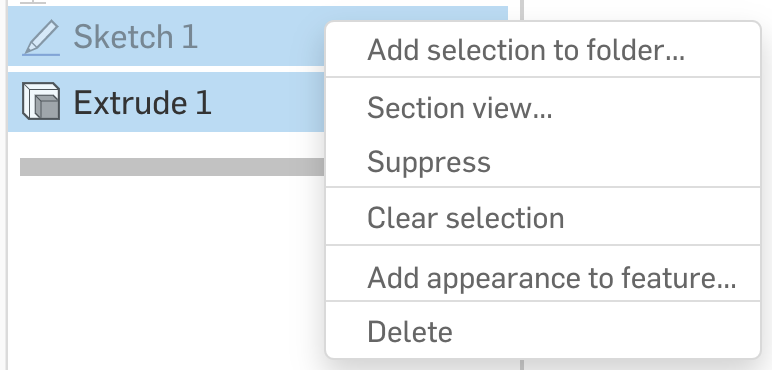 Sketch 1
Extrude 1
Add selection to folder...
Section view...
Suppress
Clear selection
Add appearance to feature...
Delete